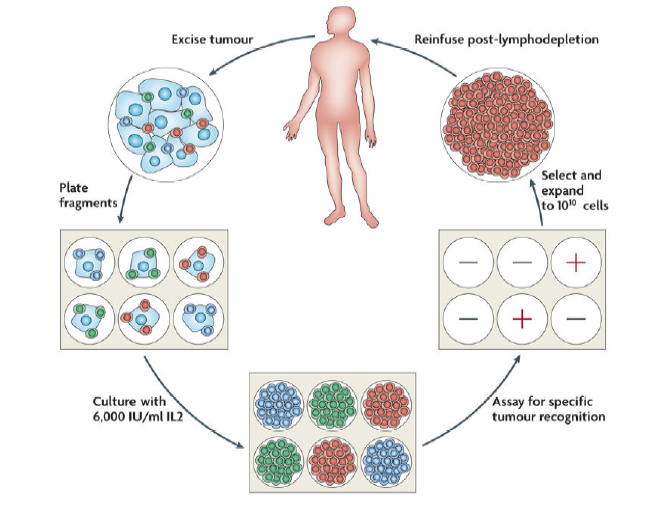 Excise tumour
Reinfuse post-lymphodepletion
Plate
fragments
Select and
expand
to 10¹⁰ cells
Culture with
6,000 IU/ml IL2
Assay for specific
tumour recognition
− − +
− + −